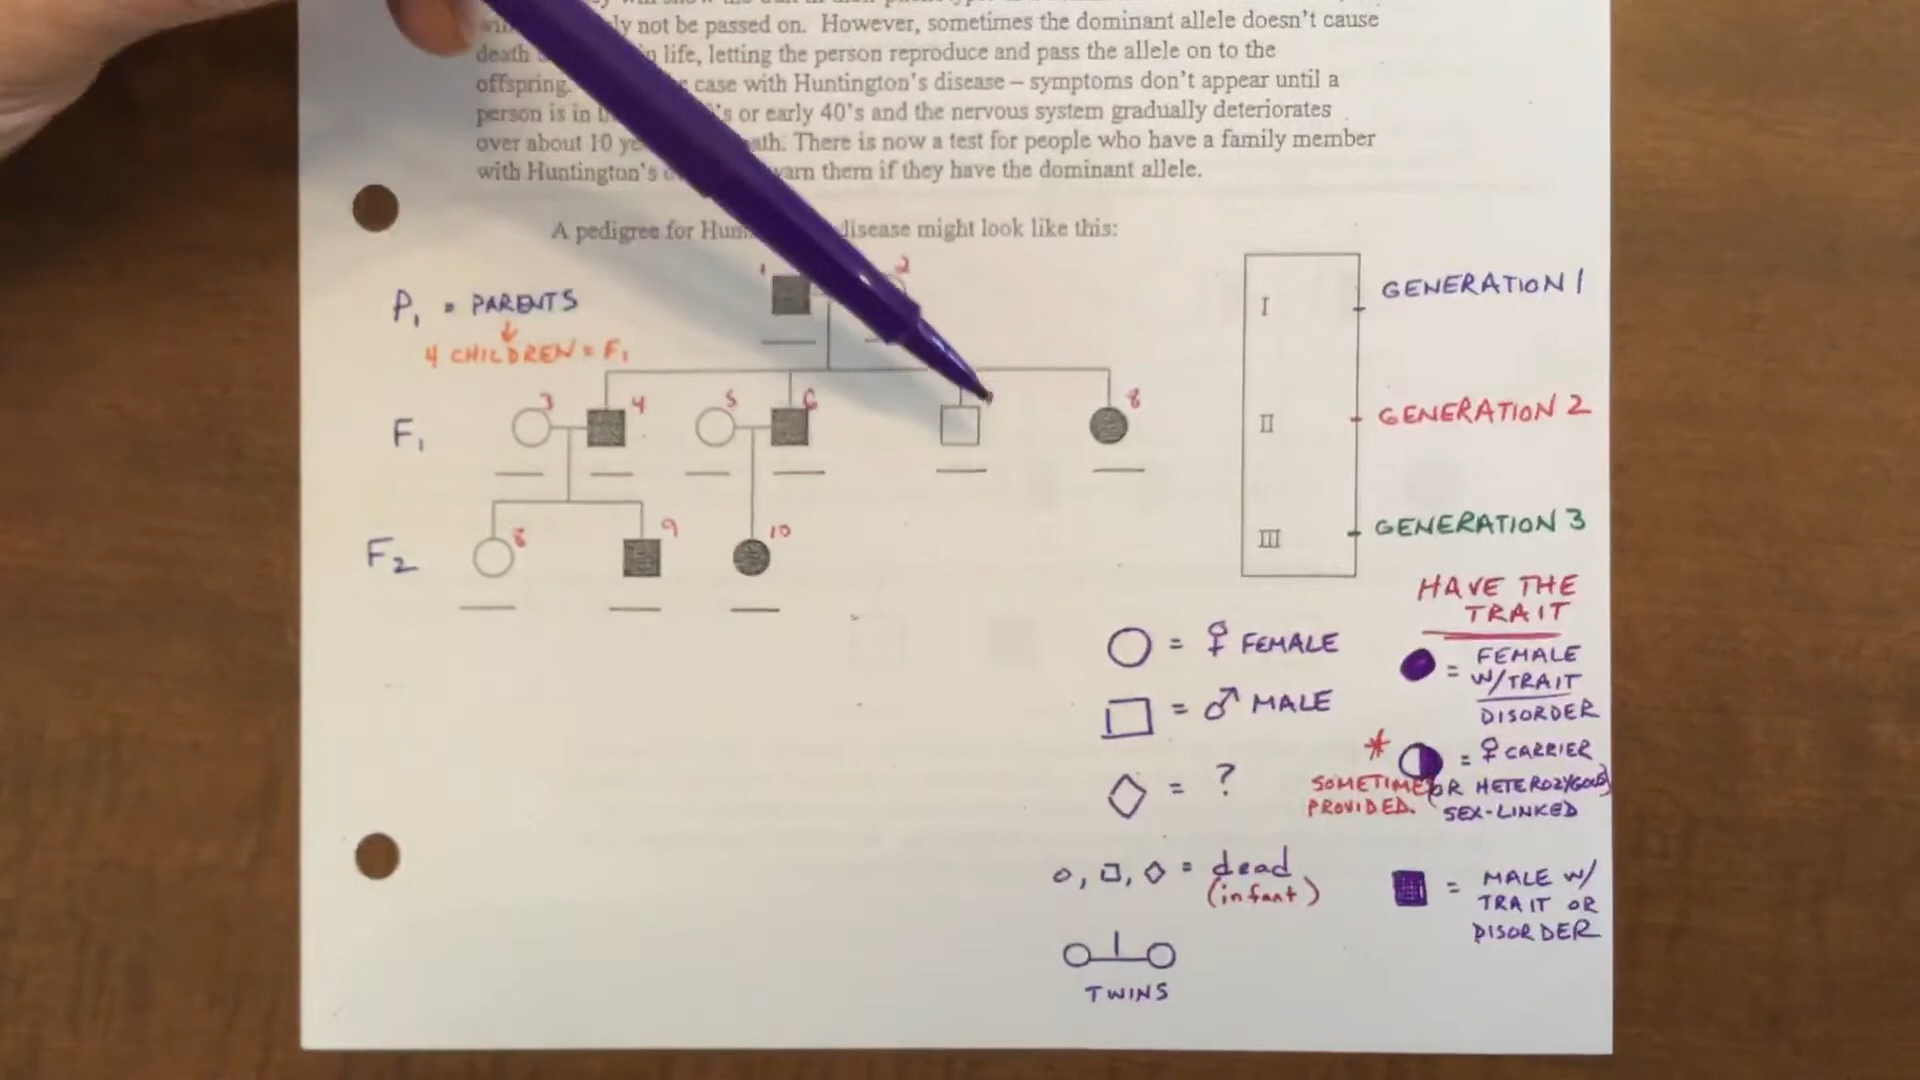 not be passed on. However, sometimes the dominant allele doesn't cause
death life, letting the person reproduce and pass the allele on to the
offspring. case with Huntington's disease – symptoms don't appear until a
person is in or early 40's and the nervous system gradually deteriorates
over about 10 There is now a test for people who have a family member
with Huntington's warn them if they have the dominant allele.
A pedigree for disease might look like this:
1 2
P1 = PARENTS
4 CHILDREN = F1
I GENERATION 1
3 4 5 6 8
F1
II GENERATION 2
8 9 10
F2
III GENERATION 3
HAVE THE
TRAIT
○ = ♀ FEMALE
= FEMALE
W/TRAIT
DISORDER
□ = ♂ MALE
* = ♀ CARRIER
SOMETIMES (OR HETEROZYGOUS)
PROVIDED. SEX-LINKED
◇ = ?
○, □, ◇ = dead
(infant)
= MALE W/
TRAIT OR
DISORDER
TWINS